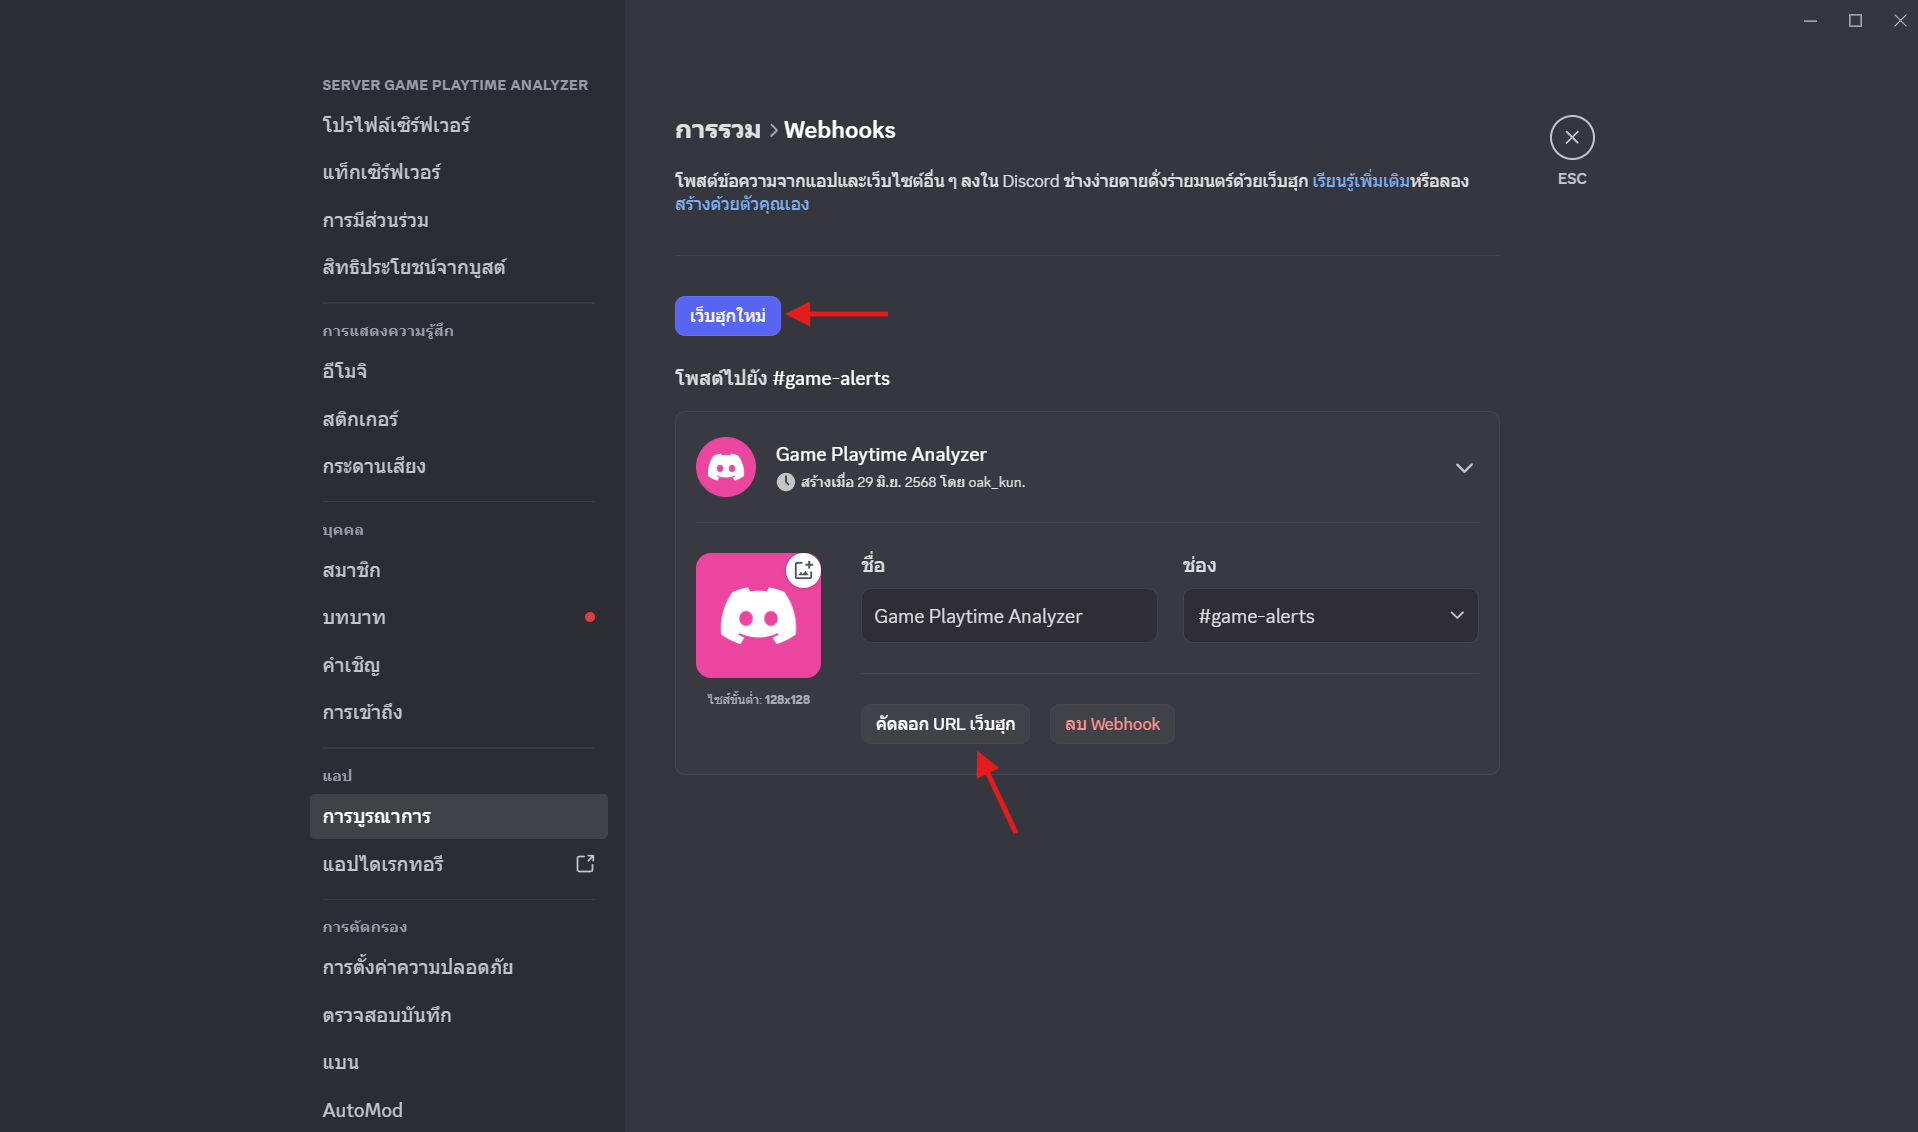 SERVER GAME PLAYTIME ANALYZER
โปรไฟล์เซิร์ฟเวอร์
แท็กเซิร์ฟเวอร์
การมีส่วนร่วม
สิทธิประโยชน์จากบูสต์
การแสดงความรู้สึก
อีโมจิ
สติกเกอร์
กระดานเสียง
บุคคล
สมาชิก
บทบาท
คำเชิญ
การเข้าถึง
แอป
การบูรณาการ
แอปไดเรกทอรี
การคัดกรอง
การตั้งค่าความปลอดภัย
ตรวจสอบบันทึก
แบน
AutoMod
การรวม > Webhooks
โพสต์ข้อความจากแอปและเว็บไซต์อื่น ๆ ลงใน Discord ช่างง่ายดายดั่งร่ายมนตร์ด้วยเว็บฮุก เรียนรู้เพิ่มเติมหรือลอง
สร้างด้วยตัวคุณเอง
เว็บฮุกใหม่
โพสต์ไปยัง #game-alerts
Game Playtime Analyzer
สร้างเมื่อ 29 มิ.ย. 2568 โดย oak_kun.
ชื่อ
ช่อง
Game Playtime Analyzer
#game-alerts
ไซส์ขั้นต่ำ: 128x128
คัดลอก URL เว็บฮุก
ลบ Webhook
ESC